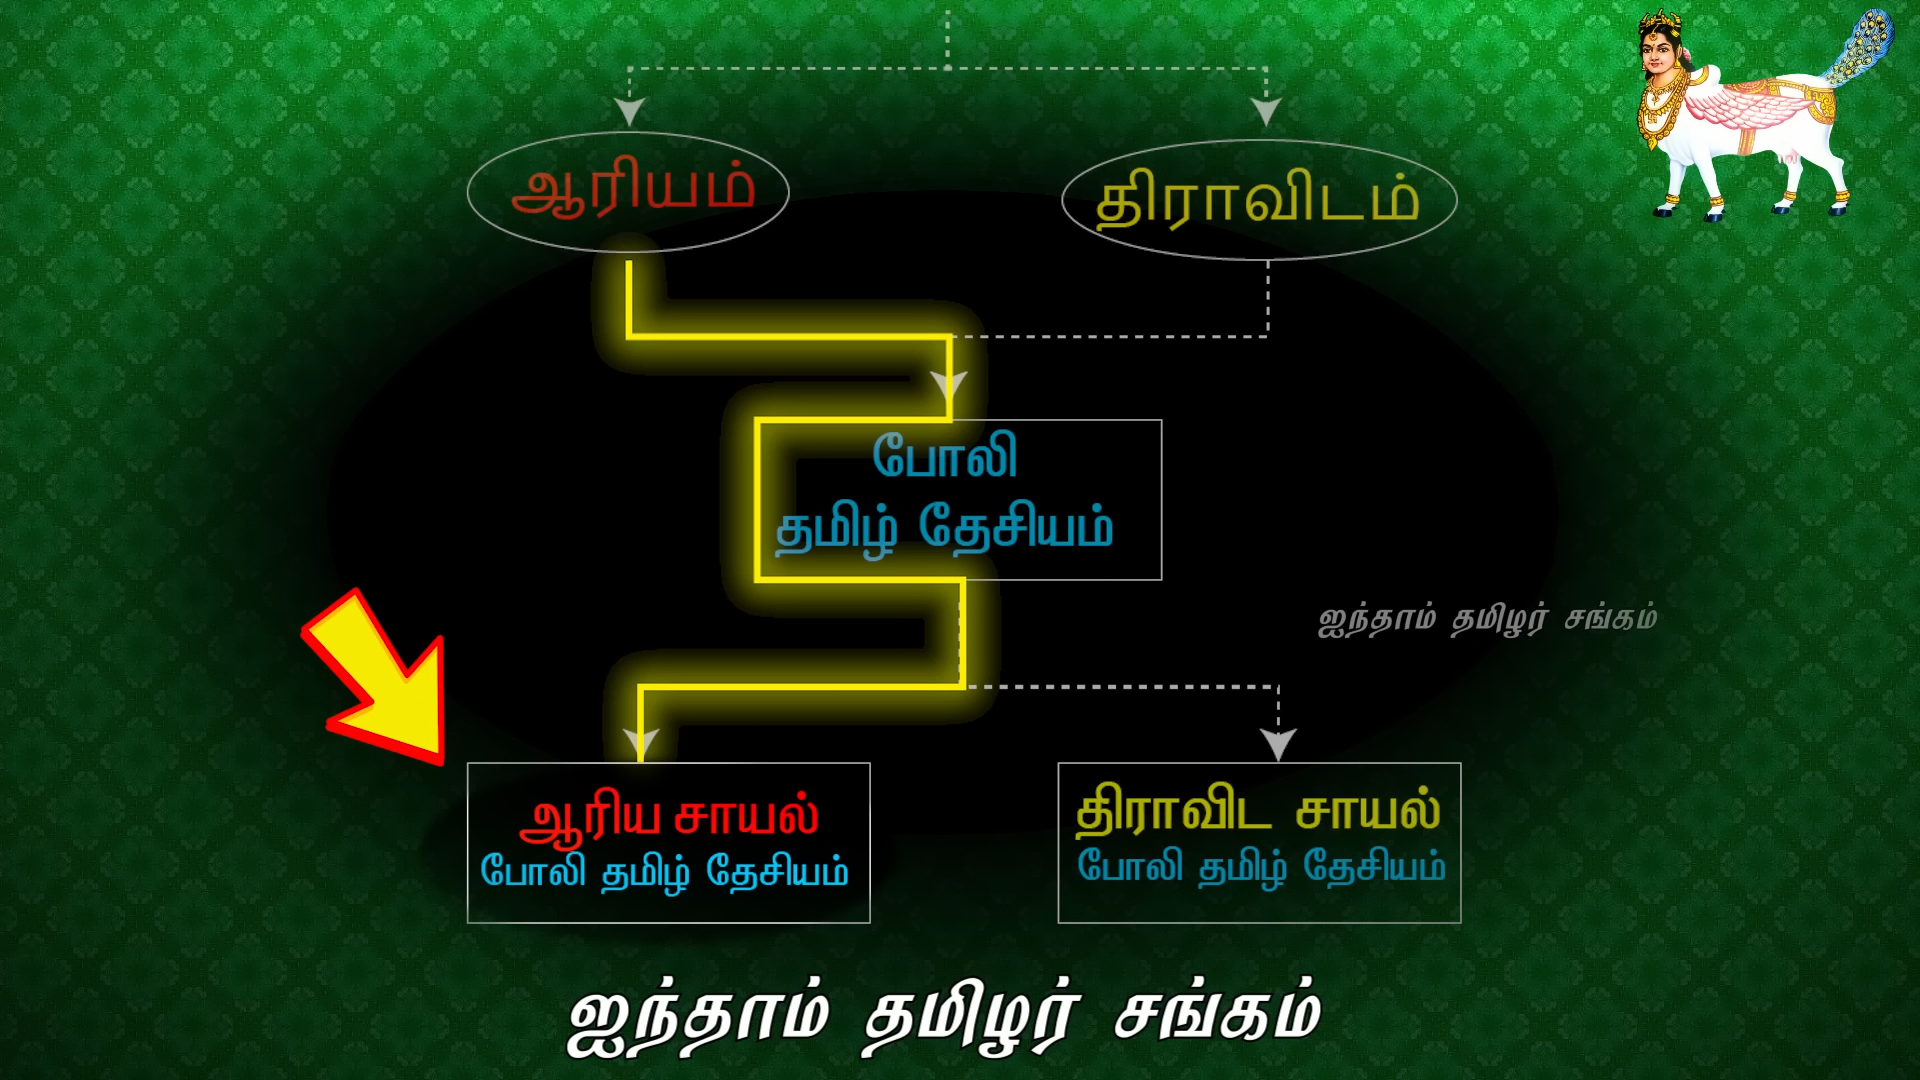 ஆரியம்
திராவிடம்
போலி
தமிழ் தேசியம்
ஐந்தாம் தமிழர் சங்கம்
ஆரிய சாயல்
போலி தமிழ் தேசியம்
திராவிட சாயல்
போலி தமிழ் தேசியம்
ஐந்தாம் தமிழர் சங்கம்